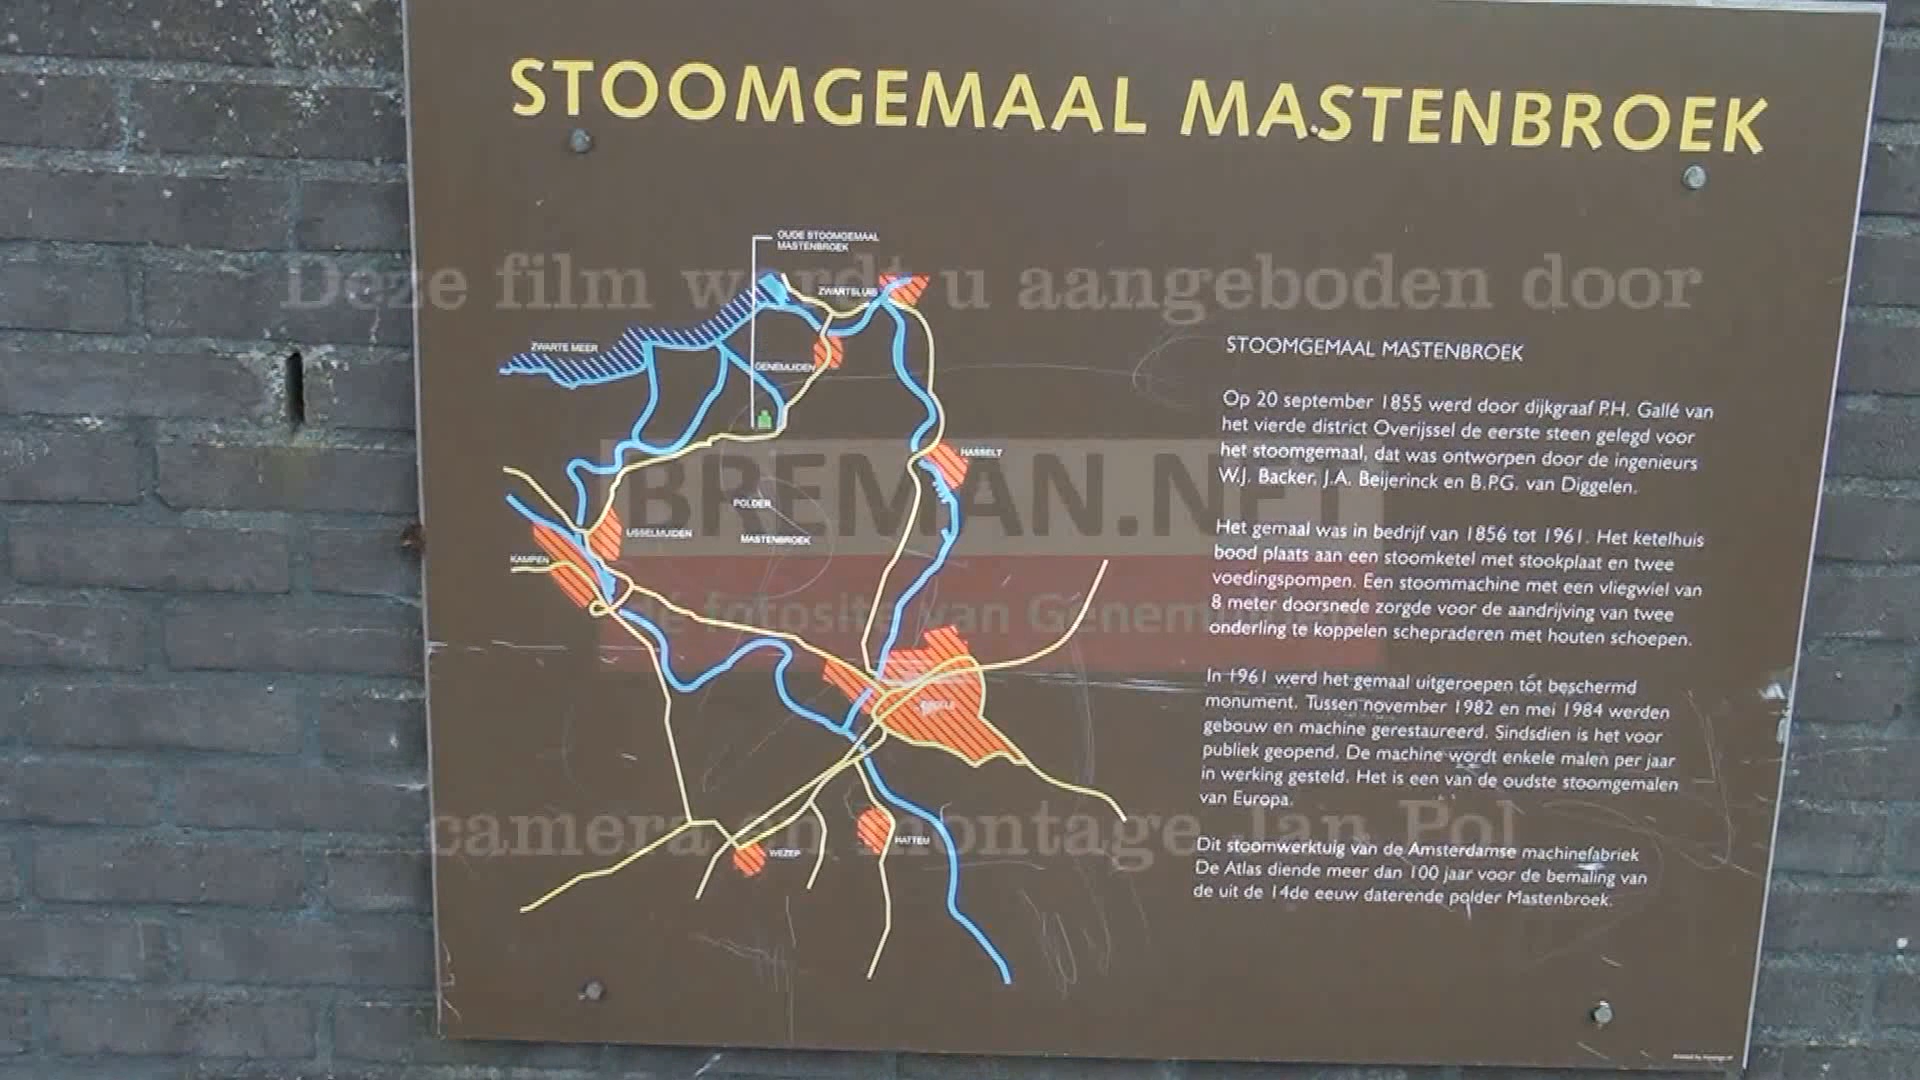 STOOMGEMAAL MASTENBROEK
OUDE STOOMGEMAAL
MASTENBROEK
Deze film wordt u aangeboden door
ZWARTSLUIS
ZWARTE MEER
GENEMUIDEN
HASSELT
POLDER
MASTENBROEK
IJSSELMUIDEN
KAMPEN
BREMAN.NET
dé fotosite van Genemuiden
HATTEM
WEZEP
camera en montage Jan Pol
STOOMGEMAAL MASTENBROEK
Op 20 september 1855 werd door dijkgraaf P.H. Gallé van
het vierde district Overijssel de eerste steen gelegd voor
het stoomgemaal, dat was ontworpen door de ingenieurs
W.J. Backer, J.A. Beijerinck en B.P.G. van Diggelen.
Het gemaal was in bedrijf van 1856 tot 1961. Het ketelhuis
bood plaats aan een stoomketel met stookplaat en twee
voedingspompen. Een stoommachine met een vliegwiel van
8 meter doorsnede zorgde voor de aandrijving van twee
onderling te koppelen schepraderen met houten schoepen.
In 1961 werd het gemaal uitgeroepen tot beschermd
monument. Tussen november 1982 en mei 1984 werden
gebouw en machine gerestaureerd. Sindsdien is het voor
publiek geopend. De machine wordt enkele malen per jaar
in werking gesteld. Het is een van de oudste stoomgemalen
van Europa.
Dit stoomwerktuig van de Amsterdamse machinefabriek
De Atlas diende meer dan 100 jaar voor de bemaling van
de uit de 14de eeuw daterende polder Mastenbroek.